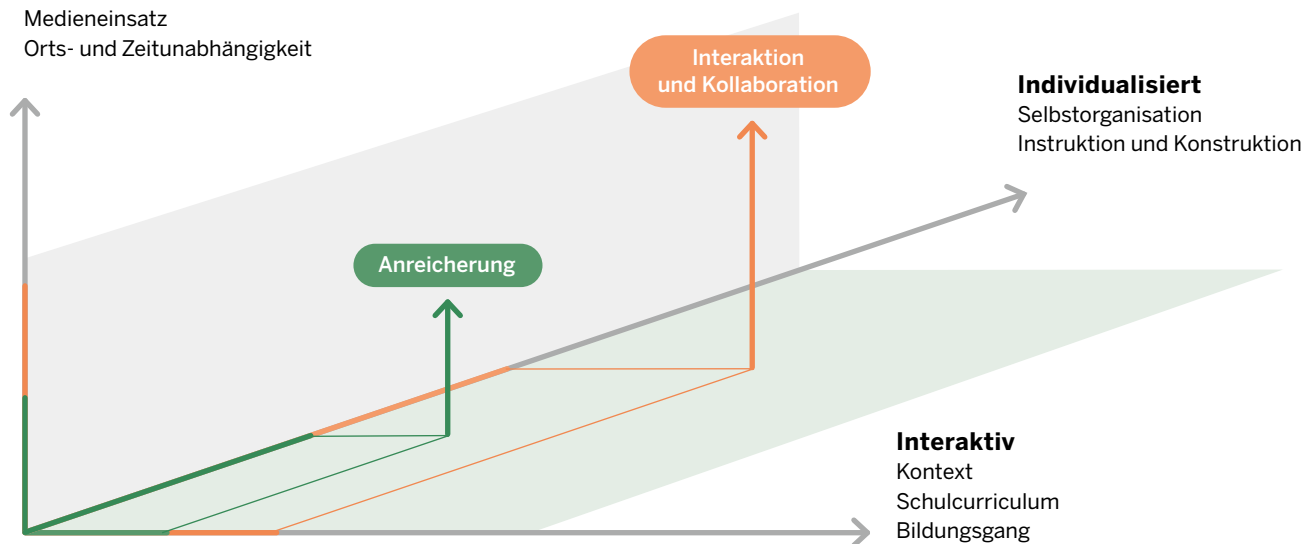 Medieneinsatz
Orts- und Zeitunabhängigkeit
Interaktion
und Kollaboration
Individualisiert
Selbstorganisation
Instruktion und Konstruktion
Anreicherung
Interaktiv
Kontext
Schulcurriculum
Bildungsgang